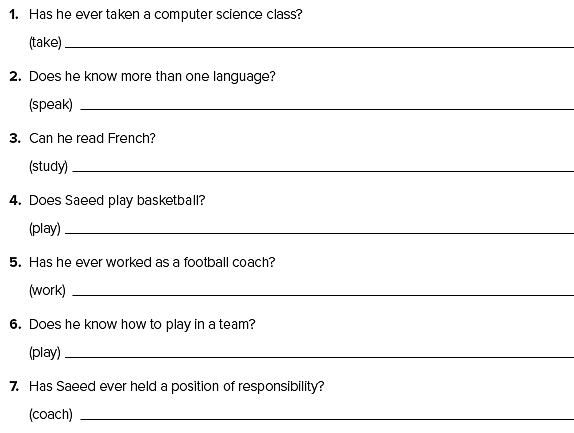 1. Has he ever taken a computer science class?
(take)
2. Does he know more than one language?
(speak)
3. Can he read French?
(study)
4. Does Saeed play basketball?
(play)
5. Has he ever worked as a football coach?
(work)
6. Does he know how to play in a team?
(play)
7. Has Saeed ever held a position of responsibility?
(coach)